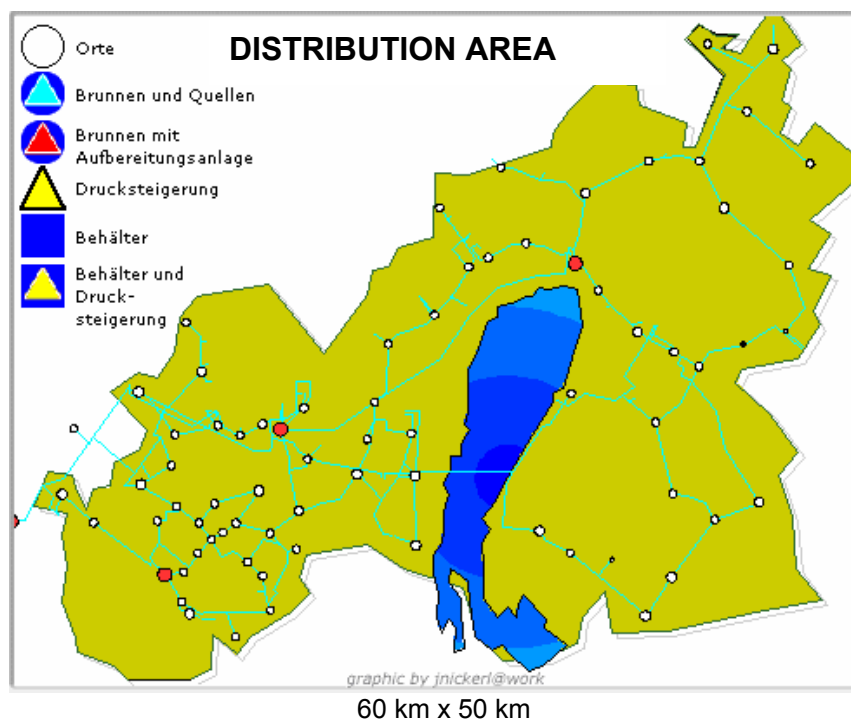 DISTRIBUTION AREA
Orte
Brunnen und Quellen
Brunnen mit
Aufbereitungsanlage
Drucksteigerung
Behälter
Behälter und
Druck-
steigerung
graphic by jnickerl@work
60 km x 50 km